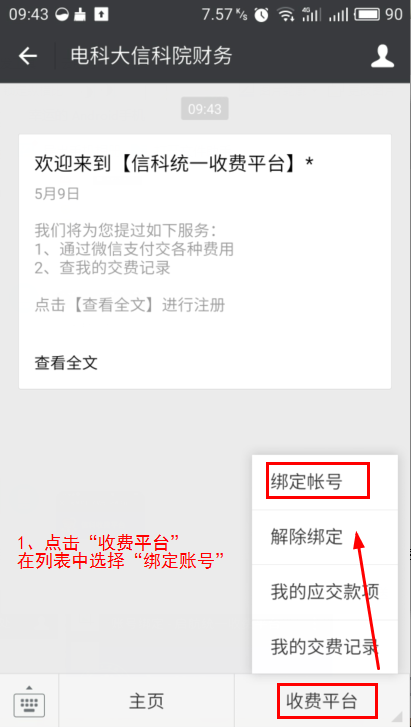 09:43
7.57 K/s
4G
90
电科大信科院财务
09:43
欢迎来到【信科统一收费平台】*
5月9日
我们将为您提过如下服务：
1、通过微信支付交各种费用
2、查我的交费记录
点击【查看全文】进行注册
查看全文
1、点击“收费平台”
在列表中选择“绑定账号”
绑定帐号
解除绑定
我的应交款项
我的交费记录
主页
收费平台